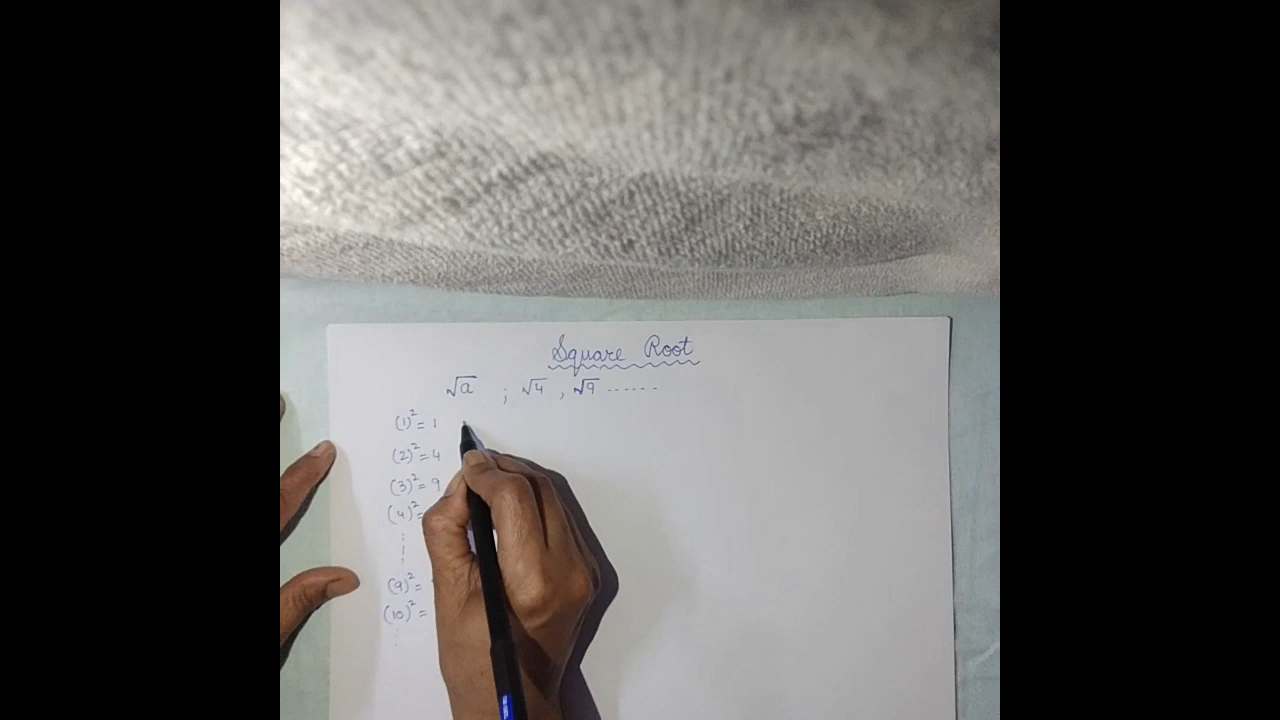 Square Root
√a ; √4 , √9 ------
(1)² = 1
(2)² = 4
(3)² = 9
(4)² =
(9)² =
(10)² =